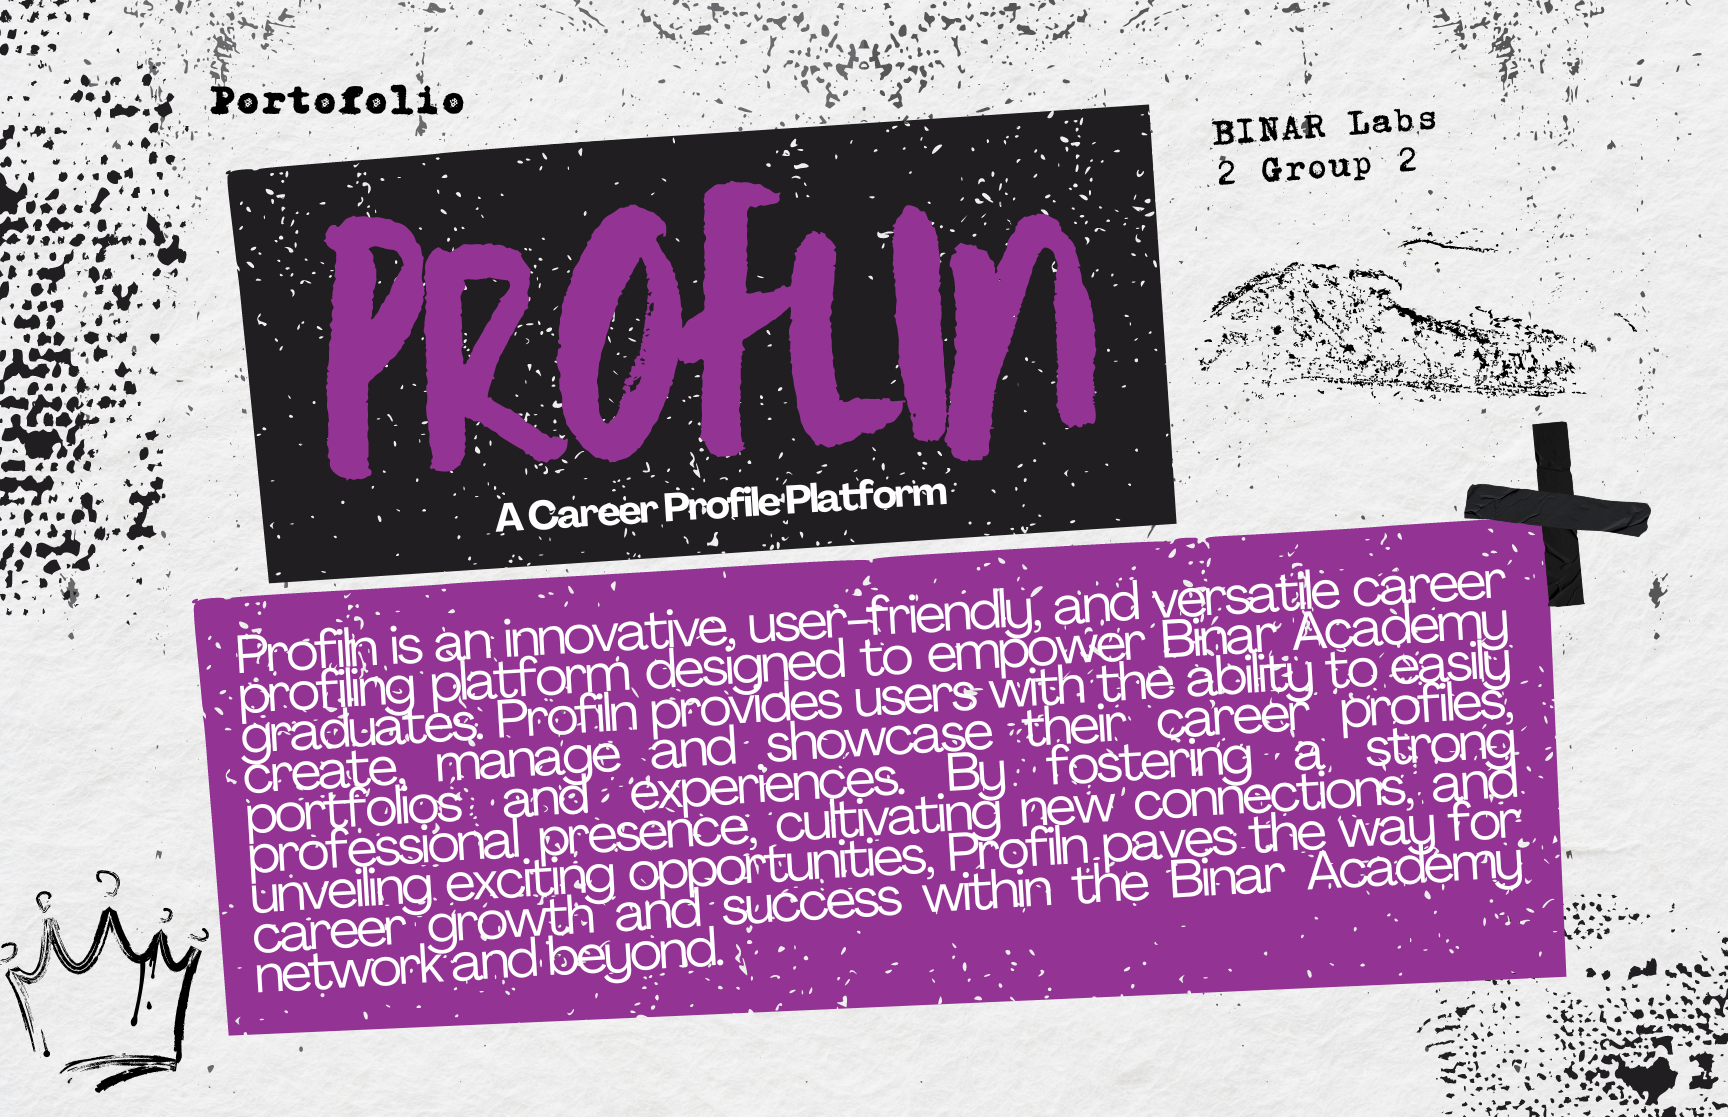 Portofolio
BINAR Labs
2 Group 2
PROFLIN
A Career Profile Platform
ProfiIn is an innovative, user-friendly, and versatile career
profiling platform designed to empower Binar Academy
graduates. ProfiIn provides users with the ability to easily
create, manage and showcase their career profiles,
portfolios and experiences. By fostering a strong
professional presence, cultivating new connections, and
unveiling exciting opportunities, ProfiIn paves the way for
career growth and success within the Binar Academy
network and beyond.